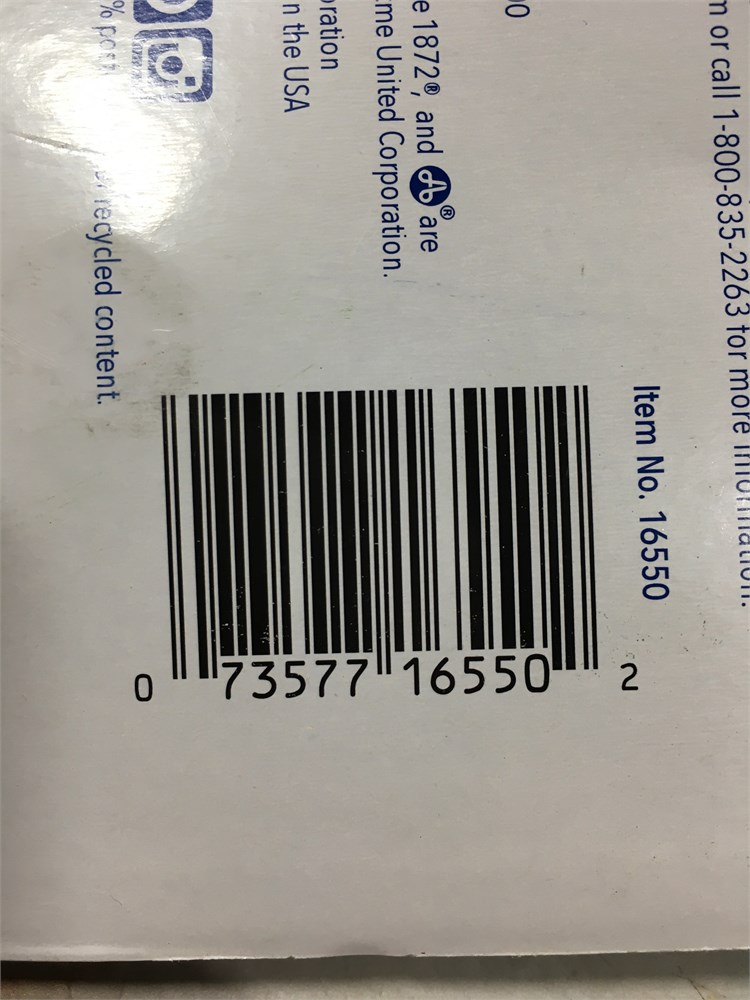 m or call 1-800-835-2263 for more information.
Item No. 16550
00
e 1872®, and ® are
me United Corporation.
oration
n the USA
recycled content.
0 73577 16550 2